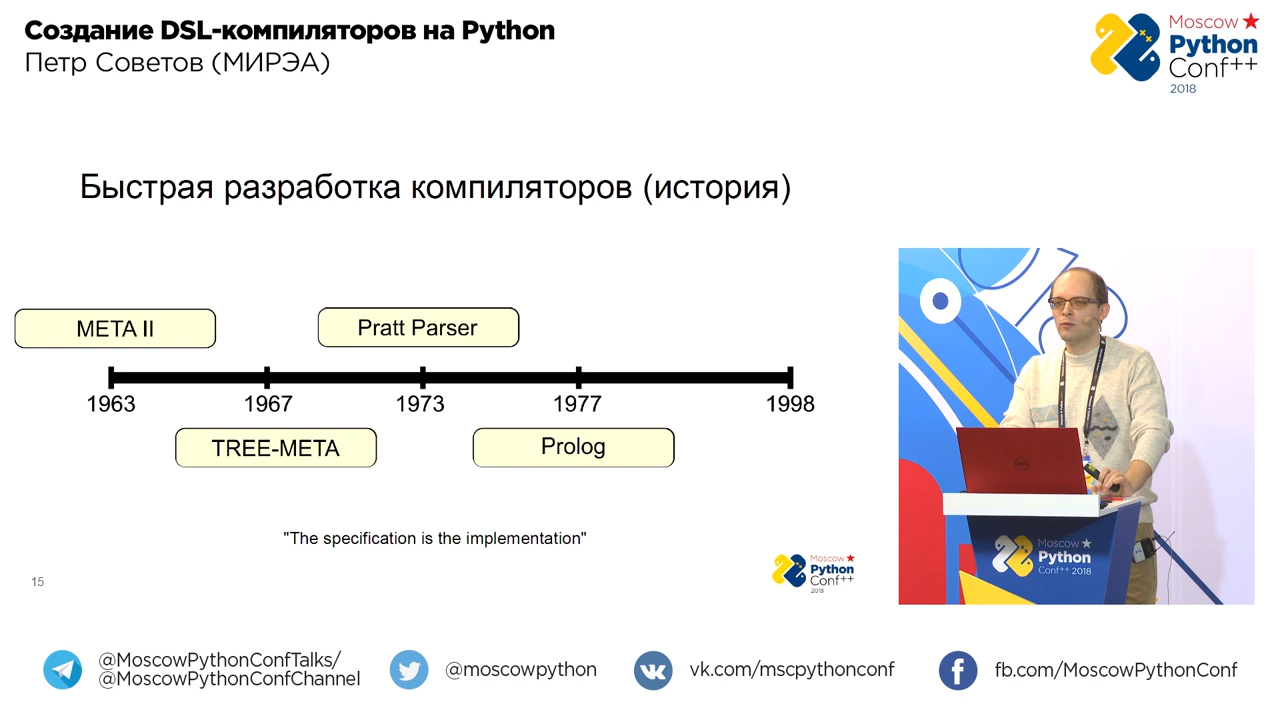 Создание DSL-компиляторов на Python
Петр Советов (МИРЭА)
Moscow
Python
Conf++
2018
Быстрая разработка компиляторов (история)
META II
Pratt Parser
1963
1967
1973
1977
1998
TREE-META
Prolog
"The specification is the implementation"
15
Moscow
Python
Conf++
2018
Moscow
Python
Conf++ 2018
@MoscowPythonConfTalks/
@MoscowPythonConfChannel
@moscowpython
vk.com/mscpythonconf
fb.com/MoscowPythonConf